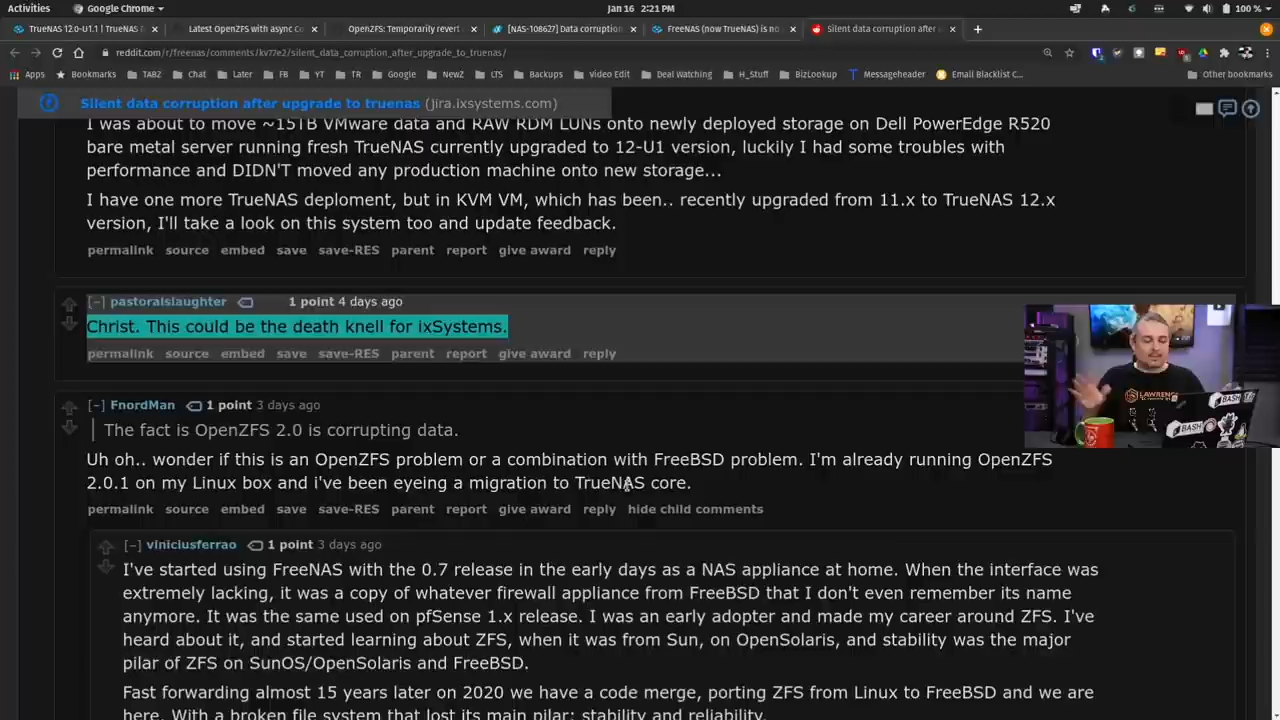 Activities
Google Chrome
Jan 16 2:21 PM
100 %
TrueNAS 12.0-U1.1 | TrueNAS
Latest OpenZFS with async Co
OpenZFS: Temporarily revert
[NAS-108627] Data corruption
FreeNAS (now TrueNAS) is no
Silent data corruption after
reddit.com/r/freenas/comments/kv77e2/silent_data_corruption_after_upgrade_to_truenas/
Apps Bookmarks TABZ Chat Later FB YT TR Google NewZ LTS Backups video Edit Deal Watching H_Stuff BizLookup Messageheader Email Blacklist C... Other bookmarks
Silent data corruption after upgrade to truenas (jira.ixsystems.com)
I was about to move ~15TB VMware data and RAW RDM LUNs onto newly deployed storage on Dell PowerEdge R520
bare metal server running fresh TrueNAS currently upgraded to 12-U1 version, luckily I had some troubles with
performance and DIDN'T moved any production machine onto new storage...
I have one more TrueNAS deploment, but in KVM VM, which has been.. recently upgraded from 11.x to TrueNAS 12.x
version, I'll take a look on this system too and update feedback.
permalink source embed save save-RES parent report give award reply
[−] pastoralslaughter 1 point 4 days ago
Christ. This could be the death knell for ixSystems.
permalink source embed save save-RES parent report give award reply
[−] FnordMan 1 point 3 days ago
The fact is OpenZFS 2.0 is corrupting data.
Uh oh.. wonder if this is an OpenZFS problem or a combination with FreeBSD problem. I'm already running OpenZFS
2.0.1 on my Linux box and i've been eyeing a migration to TrueNAS core.
permalink source embed save save-RES parent report give award reply hide child comments
[−] viniciusferrao 1 point 3 days ago
I've started using FreeNAS with the 0.7 release in the early days as a NAS appliance at home. When the interface was
extremely lacking, it was a copy of whatever firewall appliance from FreeBSD that I don't even remember its name
anymore. It was the same used on pfSense 1.x release. I was an early adopter and made my career around ZFS. I've
heard about it, and started learning about ZFS, when it was from Sun, on OpenSolaris, and stability was the major
pillar of ZFS on SunOS/OpenSolaris and FreeBSD.
Fast forwarding almost 15 years later on 2020 we have a code merge, porting ZFS from Linux to FreeBSD and we are
here. With a broken file system that lost its main pilar: stability and reliability.
LAWRENCE
BASH
BASH
BASH